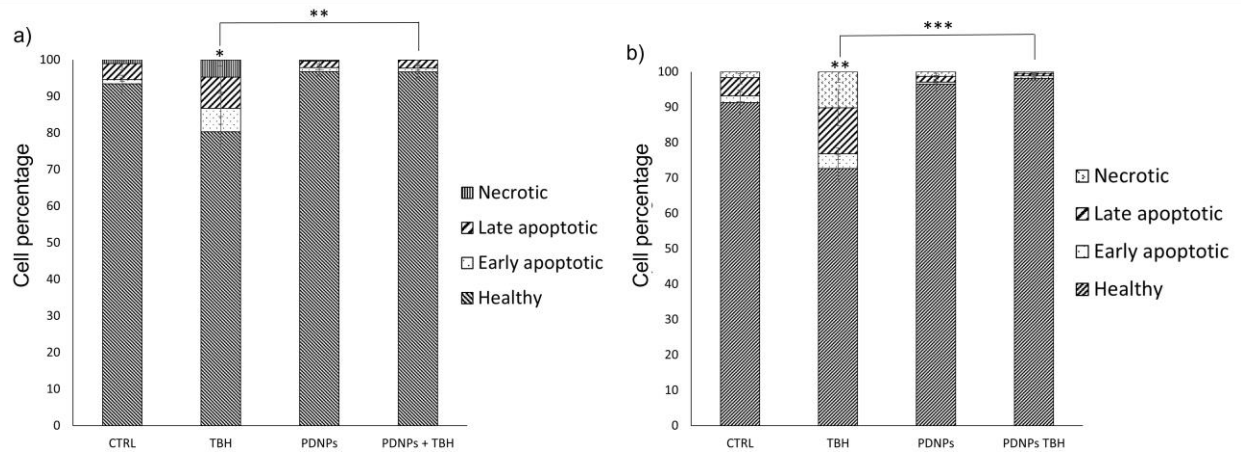 a)
**
*
Cell percentage
100
90
80
70
60
50
40
30
20
10
0
CTRL
TBH
PDNPs
PDNPs + TBH
Necrotic
Late apoptotic
Early apoptotic
Healthy
b)
***
**
Cell percentage
100
90
80
70
60
50
40
30
20
10
0
CTRL
TBH
PDNPs
PDNPs TBH
Necrotic
Late apoptotic
Early apoptotic
Healthy